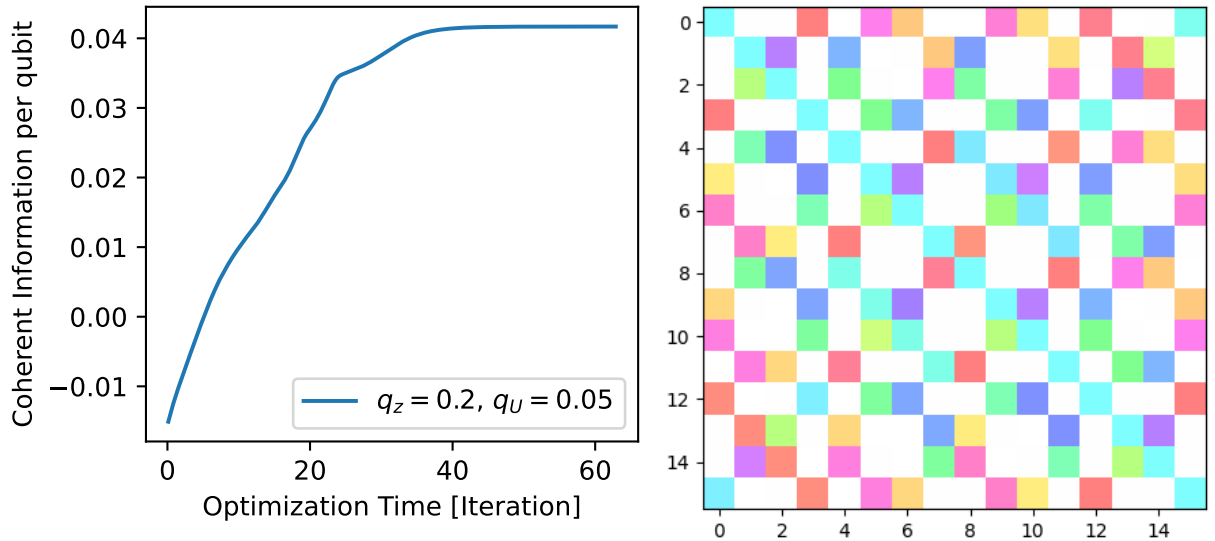 Coherent Information per qubit
0.04
0.03
0.02
0.01
0.00
−0.01
q_z = 0.2, q_U = 0.05
0 20 40 60
Optimization Time [Iteration]
0
2
4
6
8
10
12
14
0 2 4 6 8 10 12 14